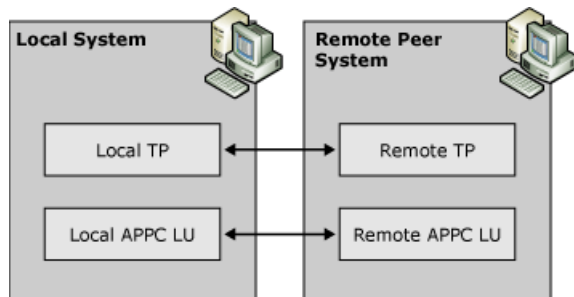 Local System
Remote Peer
System
Local TP
Remote TP
Local APPC LU
Remote APPC LU